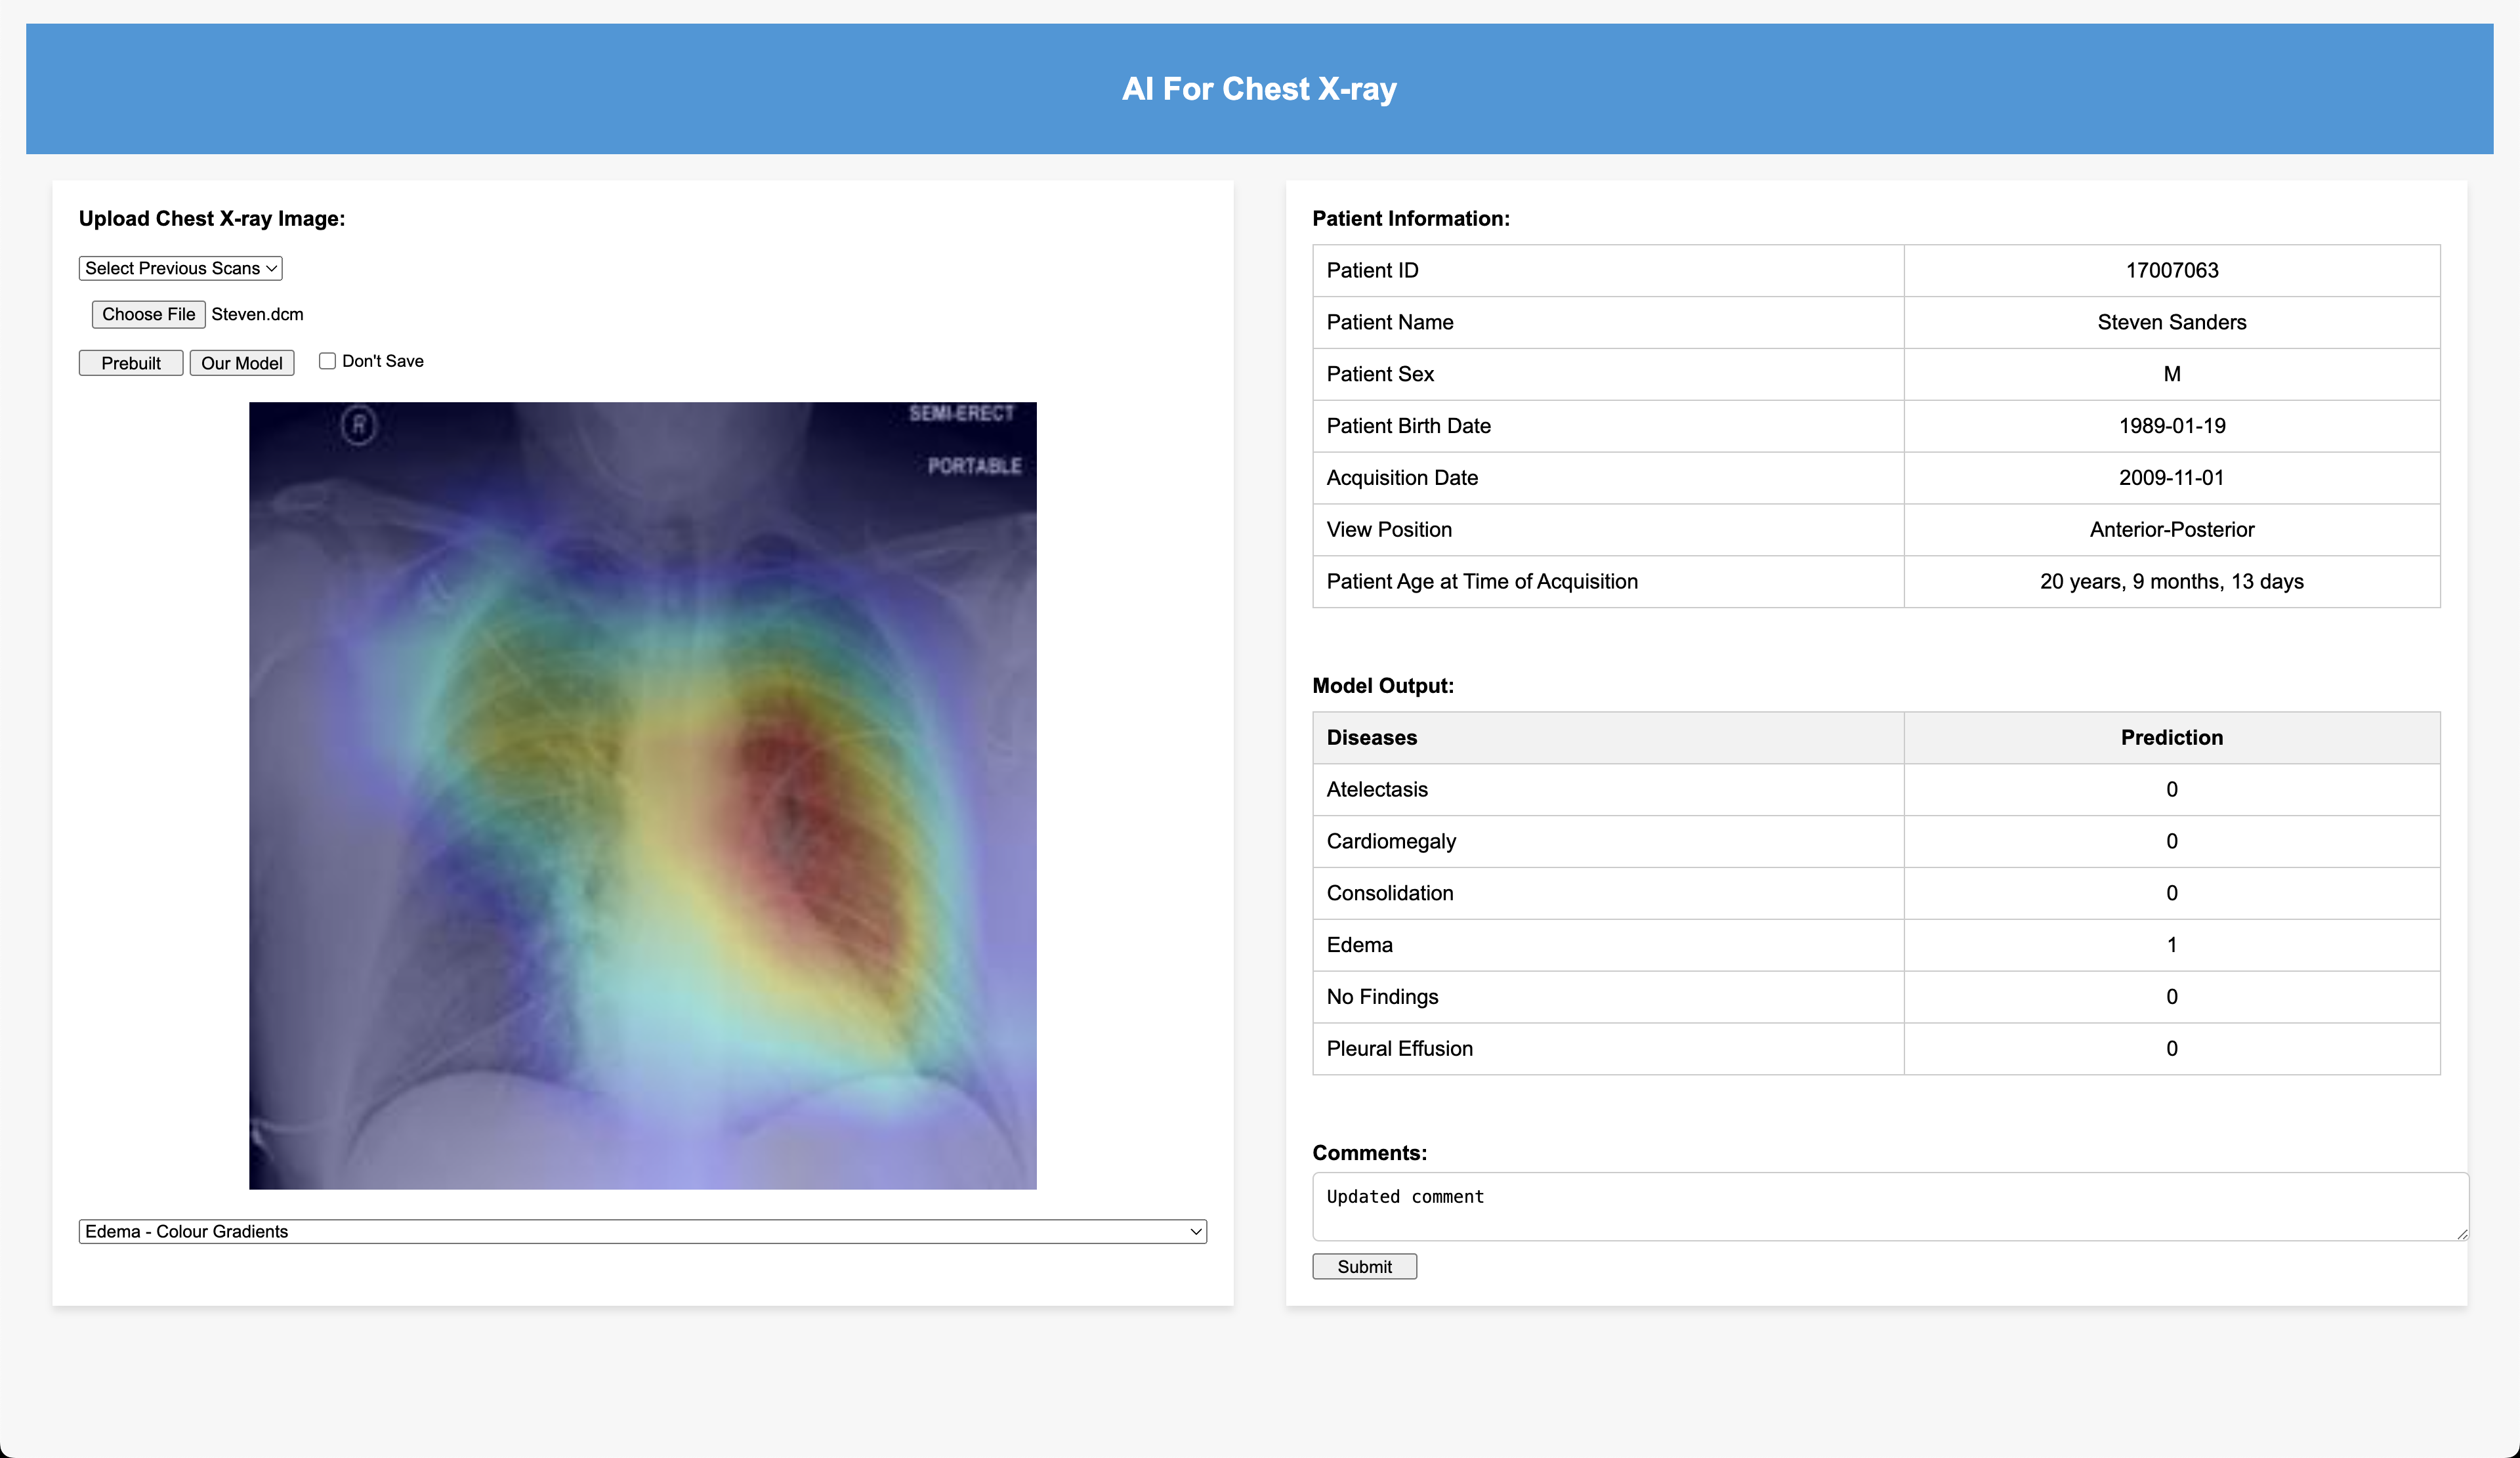 AI For Chest X-ray
Upload Chest X-ray Image:
Select Previous Scans
Choose File Steven.dcm
Prebuilt Our Model Don't Save
R
SEMI-ERECT
PORTABLE
Edema - Colour Gradients
Patient Information:
Patient ID 17007063
Patient Name Steven Sanders
Patient Sex M
Patient Birth Date 1989-01-19
Acquisition Date 2009-11-01
View Position Anterior-Posterior
Patient Age at Time of Acquisition 20 years, 9 months, 13 days
Model Output:
Diseases Prediction
Atelectasis 0
Cardiomegaly 0
Consolidation 0
Edema 1
No Findings 0
Pleural Effusion 0
Comments:
Updated comment
Submit